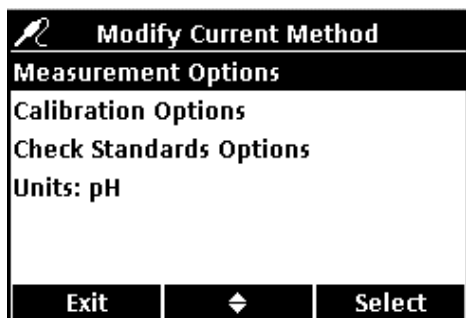 Modify Current Method
Measurement Options
Calibration Options
Check Standards Options
Units: pH
Exit Select